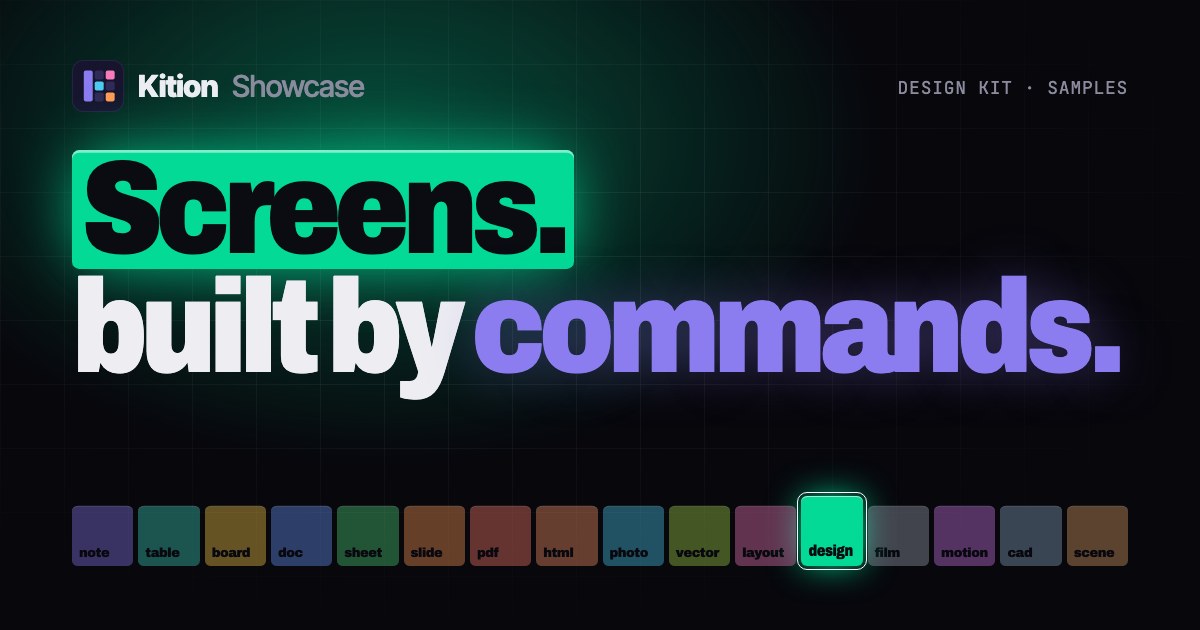 Kition Showcase
DESIGN KIT · SAMPLES
Screens.
built by commands.
note table board doc sheet slide pdf html photo vector layout design film motion cad scene